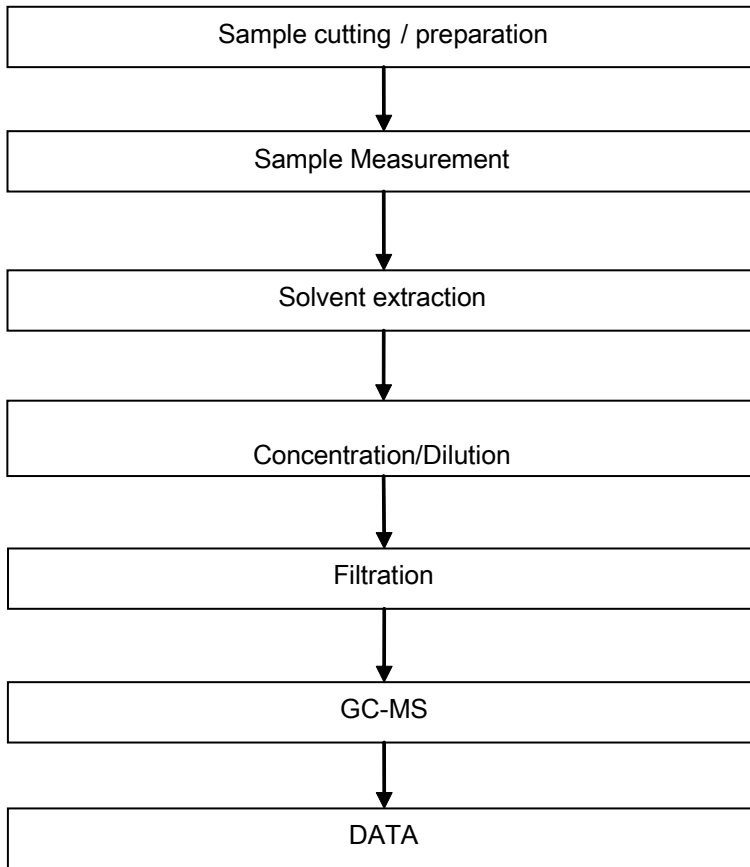 Sample cutting / preparation
Sample Measurement
Solvent extraction
Concentration/Dilution
Filtration
GC-MS
DATA